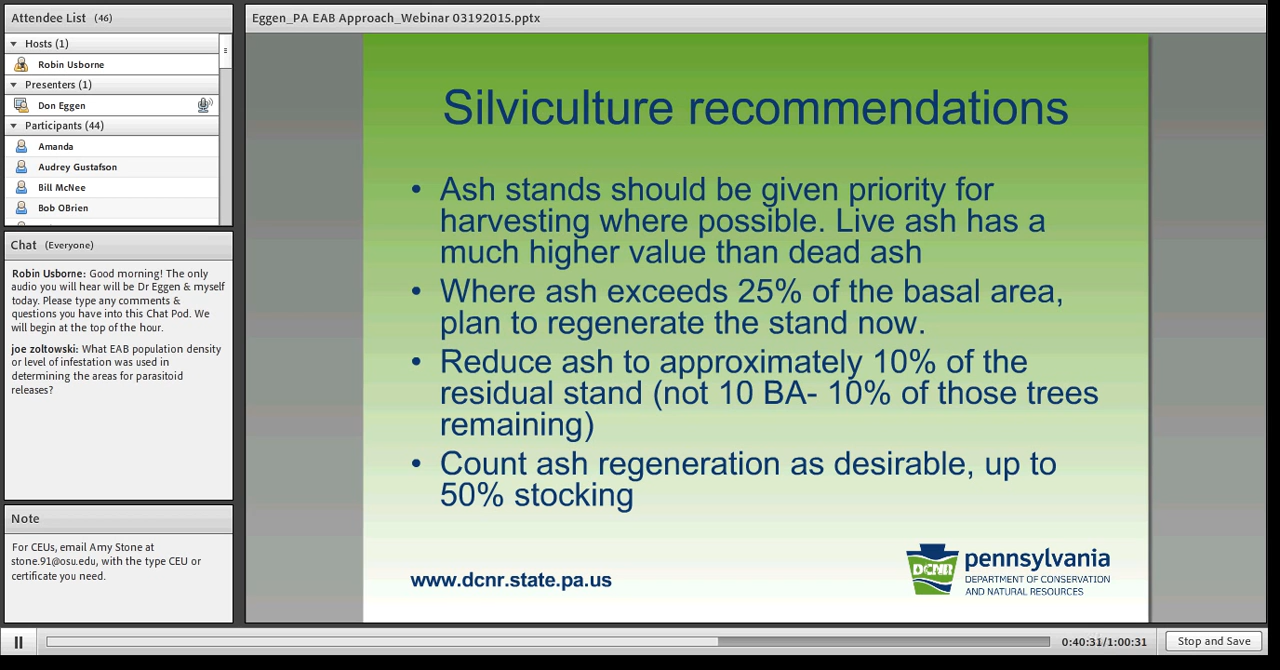 Attendee List (46)
Hosts (1)
Robin Usborne
Presenters (1)
Don Eggen
Participants (44)
Amanda
Audrey Gustafson
Bill McNee
Bob OBrien
Chat (Everyone)
Robin Usborne: Good morning! The only
audio you will hear will be Dr Eggen & myself
today. Please type any comments &
questions you have into this Chat Pod. We
will begin at the top of the hour.
joe zoltowski: What EAB population density
or level of infestation was used in
determining the areas for parasitoid
releases?
Note
For CEUs, email Amy Stone at
stone.91@osu.edu, with the type CEU or
certificate you need.
Eggen_PA EAB Approach_Webinar 03192015.pptx
Silviculture recommendations
• Ash stands should be given priority for
harvesting where possible. Live ash has a
much higher value than dead ash
• Where ash exceeds 25% of the basal area,
plan to regenerate the stand now.
• Reduce ash to approximately 10% of the
residual stand (not 10 BA- 10% of those trees
remaining)
• Count ash regeneration as desirable, up to
50% stocking
www.dcnr.state.pa.us
DCNR
pennsylvania
DEPARTMENT OF CONSERVATION
AND NATURAL RESOURCES
0:40:31/1:00:31
Stop and Save